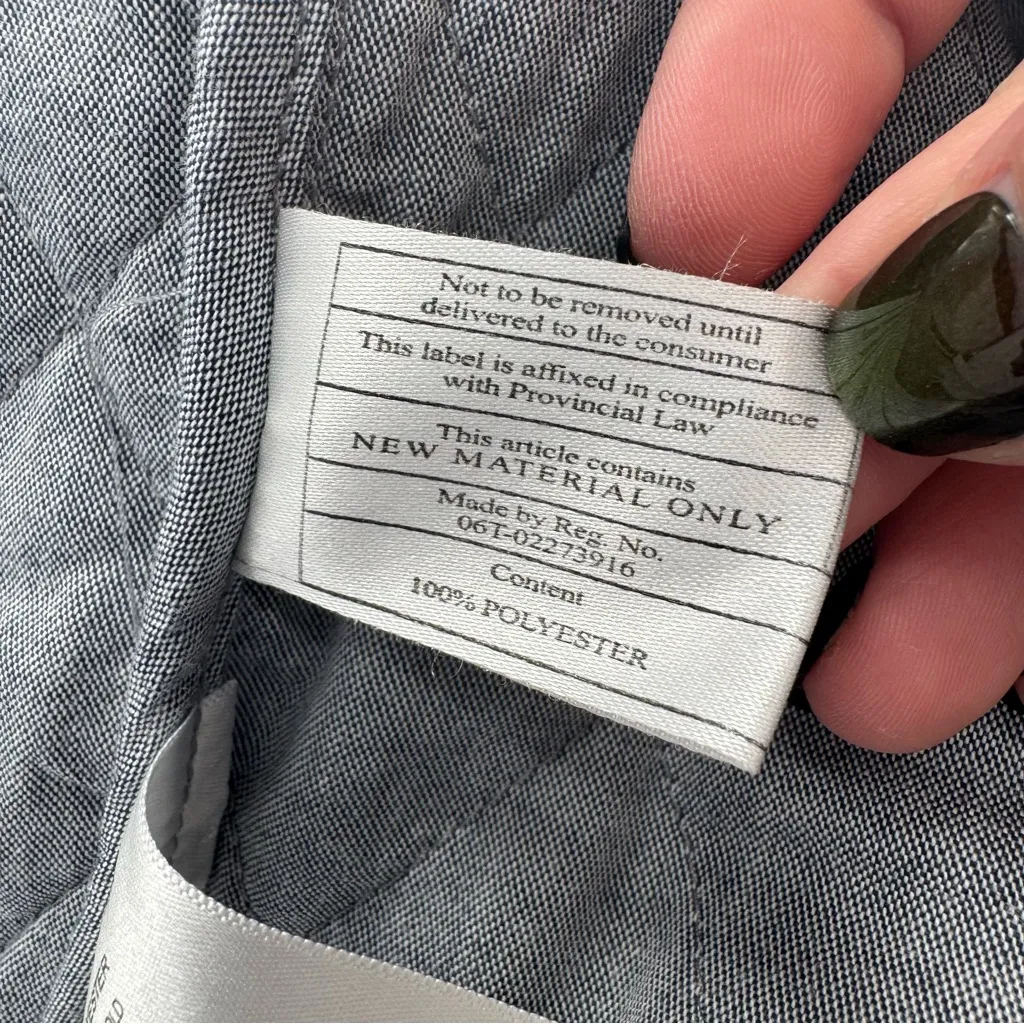 Not to be removed until
delivered to the consumer
This label is affixed in compliance
with Provincial Law
This article contains
NEW MATERIAL ONLY
Made by Reg. No.
06T-02273916
Content
100% POLYESTER